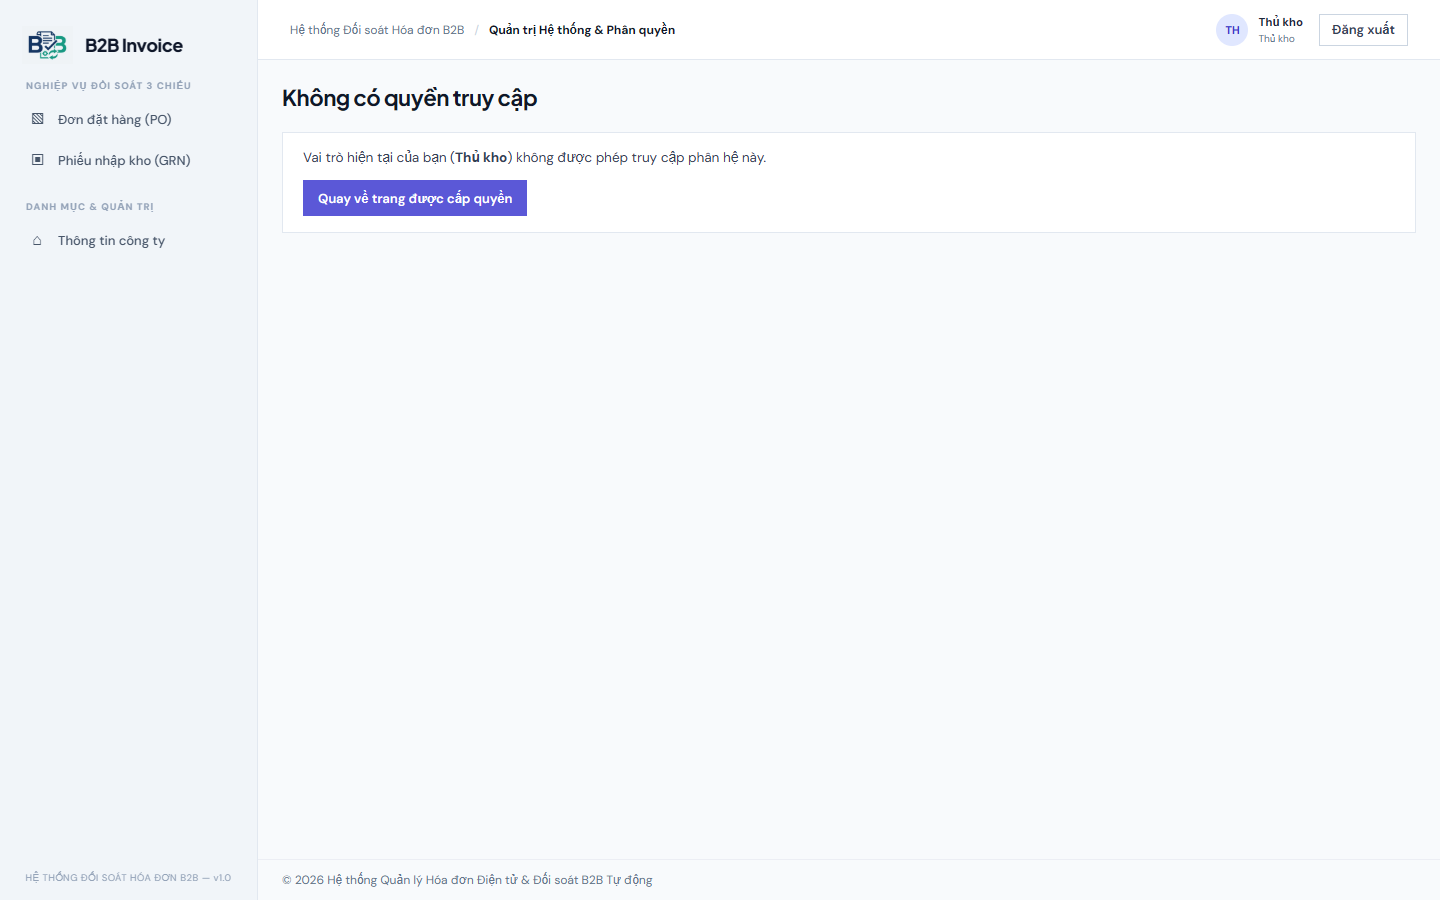 B2B B2B Invoice
NGHIỆP VỤ ĐỐI SOÁT 3 CHIỀU
Đơn đặt hàng (PO)
Phiếu nhập kho (GRN)
DANH MỤC & QUẢN TRỊ
Thông tin công ty
HỆ THỐNG ĐỐI SOÁT HÓA ĐƠN B2B — v1.0
Hệ thống Đối soát Hóa đơn B2B / Quản trị Hệ thống & Phân quyền
TH
Thủ kho
Thủ kho
Đăng xuất
Không có quyền truy cập
Vai trò hiện tại của bạn (Thủ kho) không được phép truy cập phân hệ này.
Quay về trang được cấp quyền
© 2026 Hệ thống Quản lý Hóa đơn Điện tử & Đối soát B2B Tự động